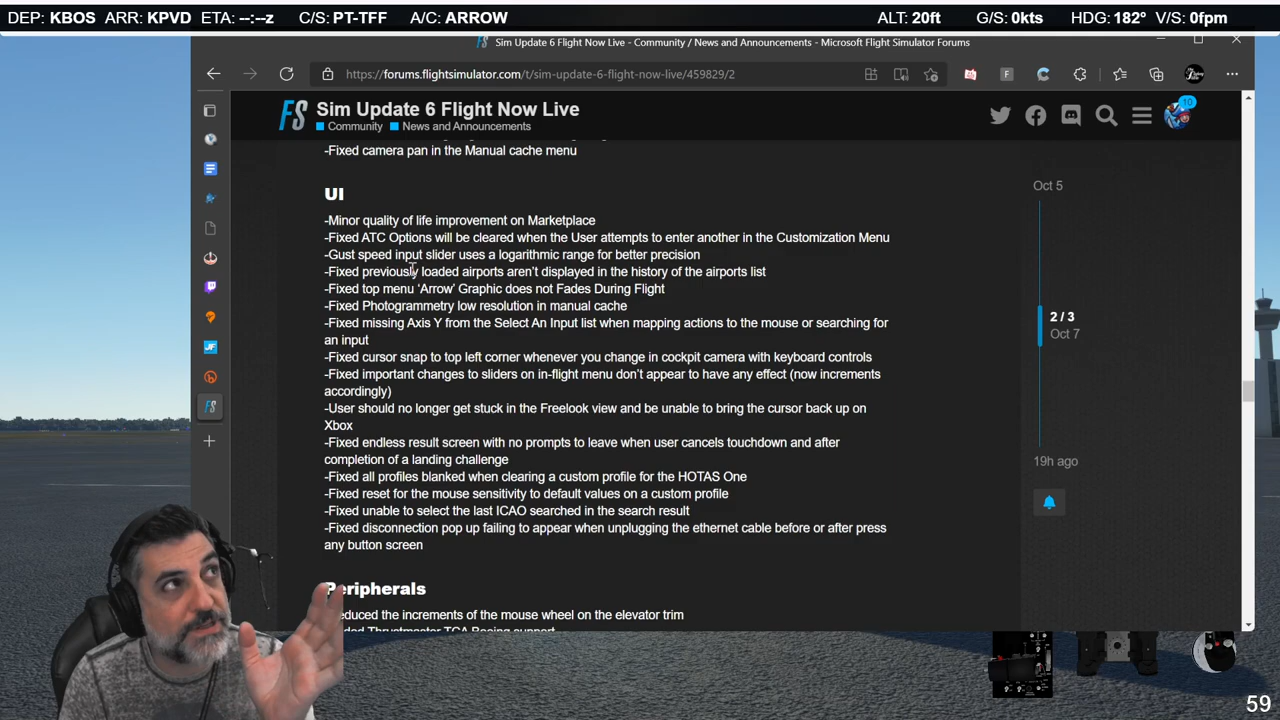 DEP: KBOS ARR: KPVD ETA: --:--z C/S: PT-TFF A/C: ARROW ALT: 20ft G/S: 0kts HDG: 182° V/S: 0fpm
Sim Update 6 Flight Now Live - Community / News and Announcements - Microsoft Flight Simulator Forums
https://forums.flightsimulator.com/t/sim-update-6-flight-now-live/459829/2
FS Sim Update 6 Flight Now Live
Community News and Announcements
10
-Fixed camera pan in the Manual cache menu
UI
-Minor quality of life improvement on Marketplace
-Fixed ATC Options will be cleared when the User attempts to enter another in the Customization Menu
-Gust speed input slider uses a logarithmic range for better precision
-Fixed previously loaded airports aren't displayed in the history of the airports list
-Fixed top menu ‘Arrow’ Graphic does not Fades During Flight
-Fixed Photogrammetry low resolution in manual cache
-Fixed missing Axis Y from the Select An Input list when mapping actions to the mouse or searching for
an input
-Fixed cursor snap to top left corner whenever you change in cockpit camera with keyboard controls
-Fixed important changes to sliders on in-flight menu don't appear to have any effect (now increments
accordingly)
-User should no longer get stuck in the Freelook view and be unable to bring the cursor back up on
Xbox
-Fixed endless result screen with no prompts to leave when user cancels touchdown and after
completion of a landing challenge
-Fixed all profiles blanked when clearing a custom profile for the HOTAS One
-Fixed reset for the mouse sensitivity to default values on a custom profile
-Fixed unable to select the last ICAO searched in the search result
-Fixed disconnection pop up failing to appear when unplugging the ethernet cable before or after press
any button screen
Peripherals
educed the increments of the mouse wheel on the elevator trim
Thrustmaster TCA Boeing support
Oct 5
2 / 3
Oct 7
19h ago
JF
FS
59